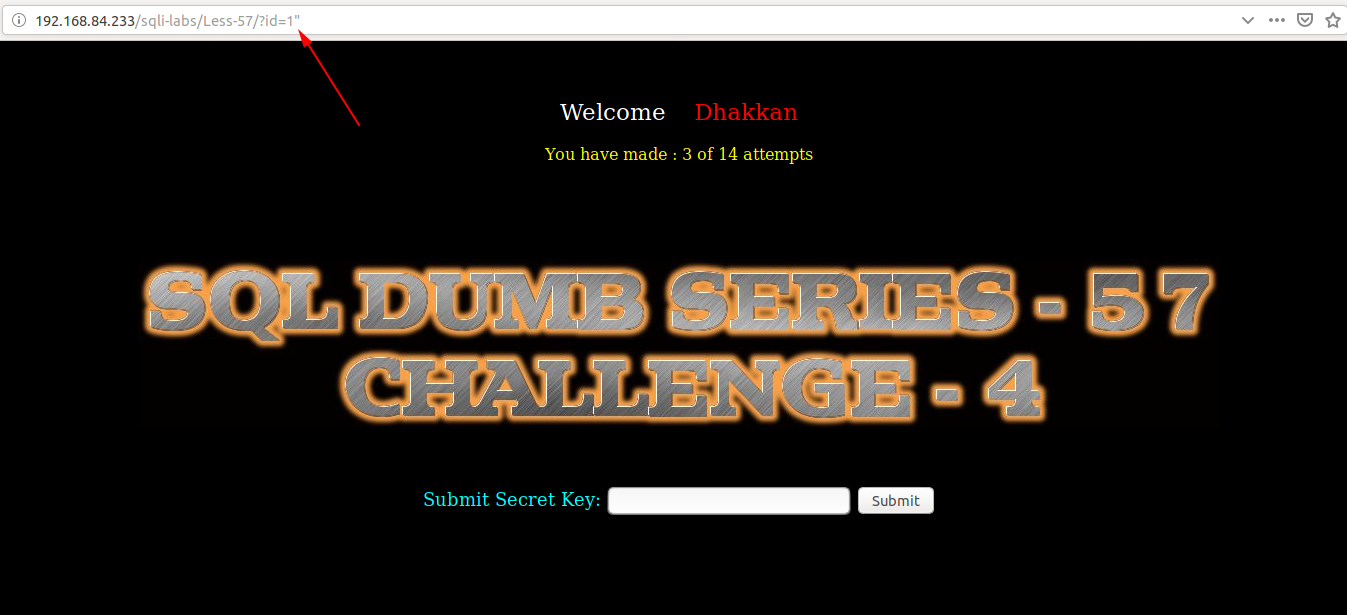 192.168.84.233/sqli-labs/Less-57/?id=1"
Welcome Dhakkan
You have made : 3 of 14 attempts
SQL DUMB SERIES - 57
CHALLENGE - 4
Submit Secret Key: Submit